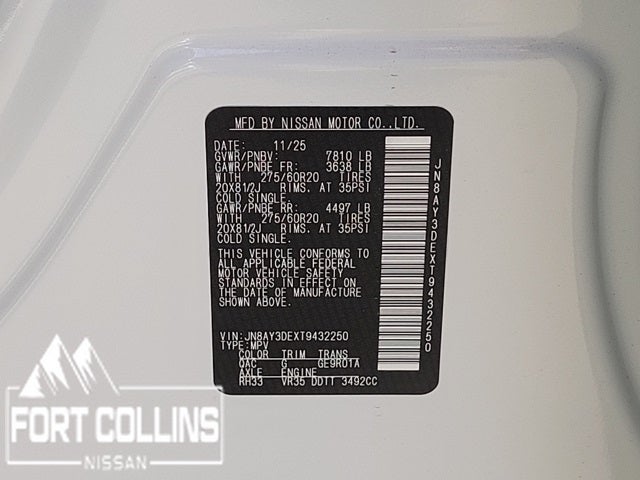 MFD BY NISSAN MOTOR CO.,LTD.
DATE: 11/25
GVWR/PNBV: 7810 LB
GAWR/PNBE FR: 3638 LB
WITH 275/60R20 TIRES
20X81/2J RIMS. AT 35PSI
COLD SINGLE.
GAWR/PNBE RR: 4497 LB
WITH 275/60R20 TIRES
20X81/2J RIMS. AT 35PSI
COLD SINGLE.
THIS VEHICLE CONFORMS TO
ALL APPLICABLE FEDERAL
MOTOR VEHICLE SAFETY
STANDARDS IN EFFECT ON
THE DATE OF MANUFACTURE
SHOWN ABOVE.
VIN: JN8AY3DEXT9432250
TYPE: MPV
COLOR TRIM TRANS
QAC G GE9R01A
AXLE ENGINE
RH33 VR35 DDTT 3492CC
JN8AY3DEXT9432250
FORT COLLINS
NISSAN